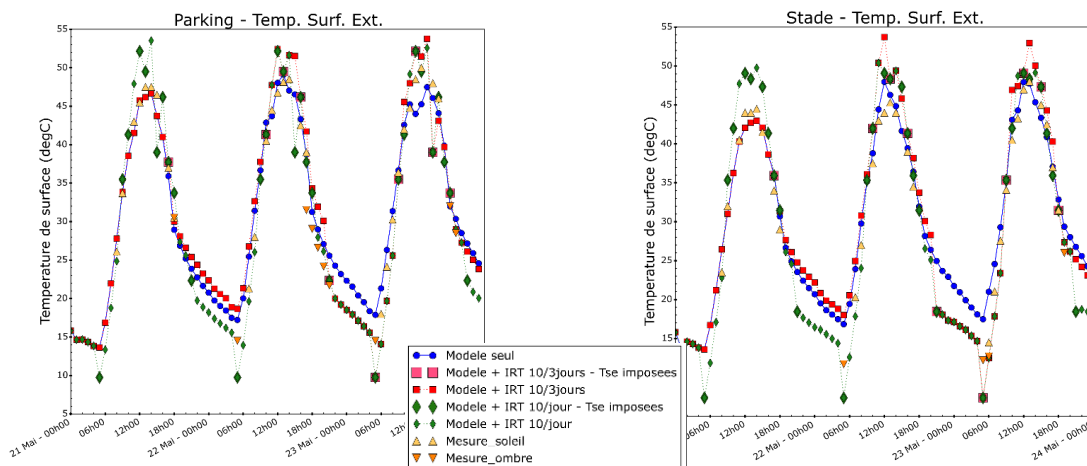 Parking - Temp. Surf. Ext.
Temperature de surface (degC)
55
50
45
40
35
30
25
20
15
10
5
21 Mai - 00h00
06h00
12h00
18h00
22 Mai - 00h00
06h00
12h00
18h00
23 Mai - 00h00
06h00
Stade - Temp. Surf. Ext.
Temperature de surface (degC)
55
50
45
40
35
30
25
20
15
10
06h00
12h00
18h00
22 Mai - 00h00
06h00
12h00
18h00
23 Mai - 00h00
06h00
12h00
18h00
24 Mai - 00h00
Modele seul
Modele + IRT 10/3jours - Tse imposees
Modele + IRT 10/3jours
Modele + IRT 10/jour - Tse imposees
Modele + IRT 10/jour
Mesure_soleil
Mesure_ombre